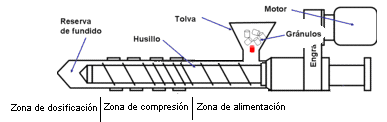 Motor
Tolva
Reserva
de fundido
Husillo
Gránulos
Engra
Zona de dosificación
Zona de compresión
Zona de alimentación